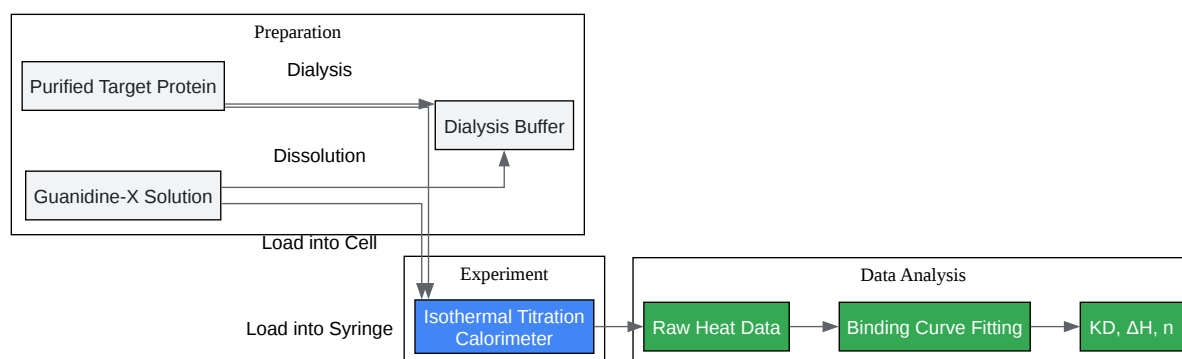 Preparation
Purified Target Protein
Dialysis
Dialysis Buffer
Dissolution
Guanidine-X Solution
Load into Cell
Experiment
Load into Syringe
Isothermal Titration
Calorimeter
Data Analysis
Raw Heat Data
Binding Curve Fitting
KD, ΔH, n